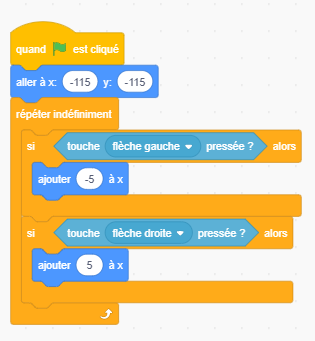 quand est cliqué
aller à x: -115 y: -115
répéter indéfiniment
si touche flèche gauche pressée ? alors
ajouter -5 à x
si touche flèche droite pressée ? alors
ajouter 5 à x